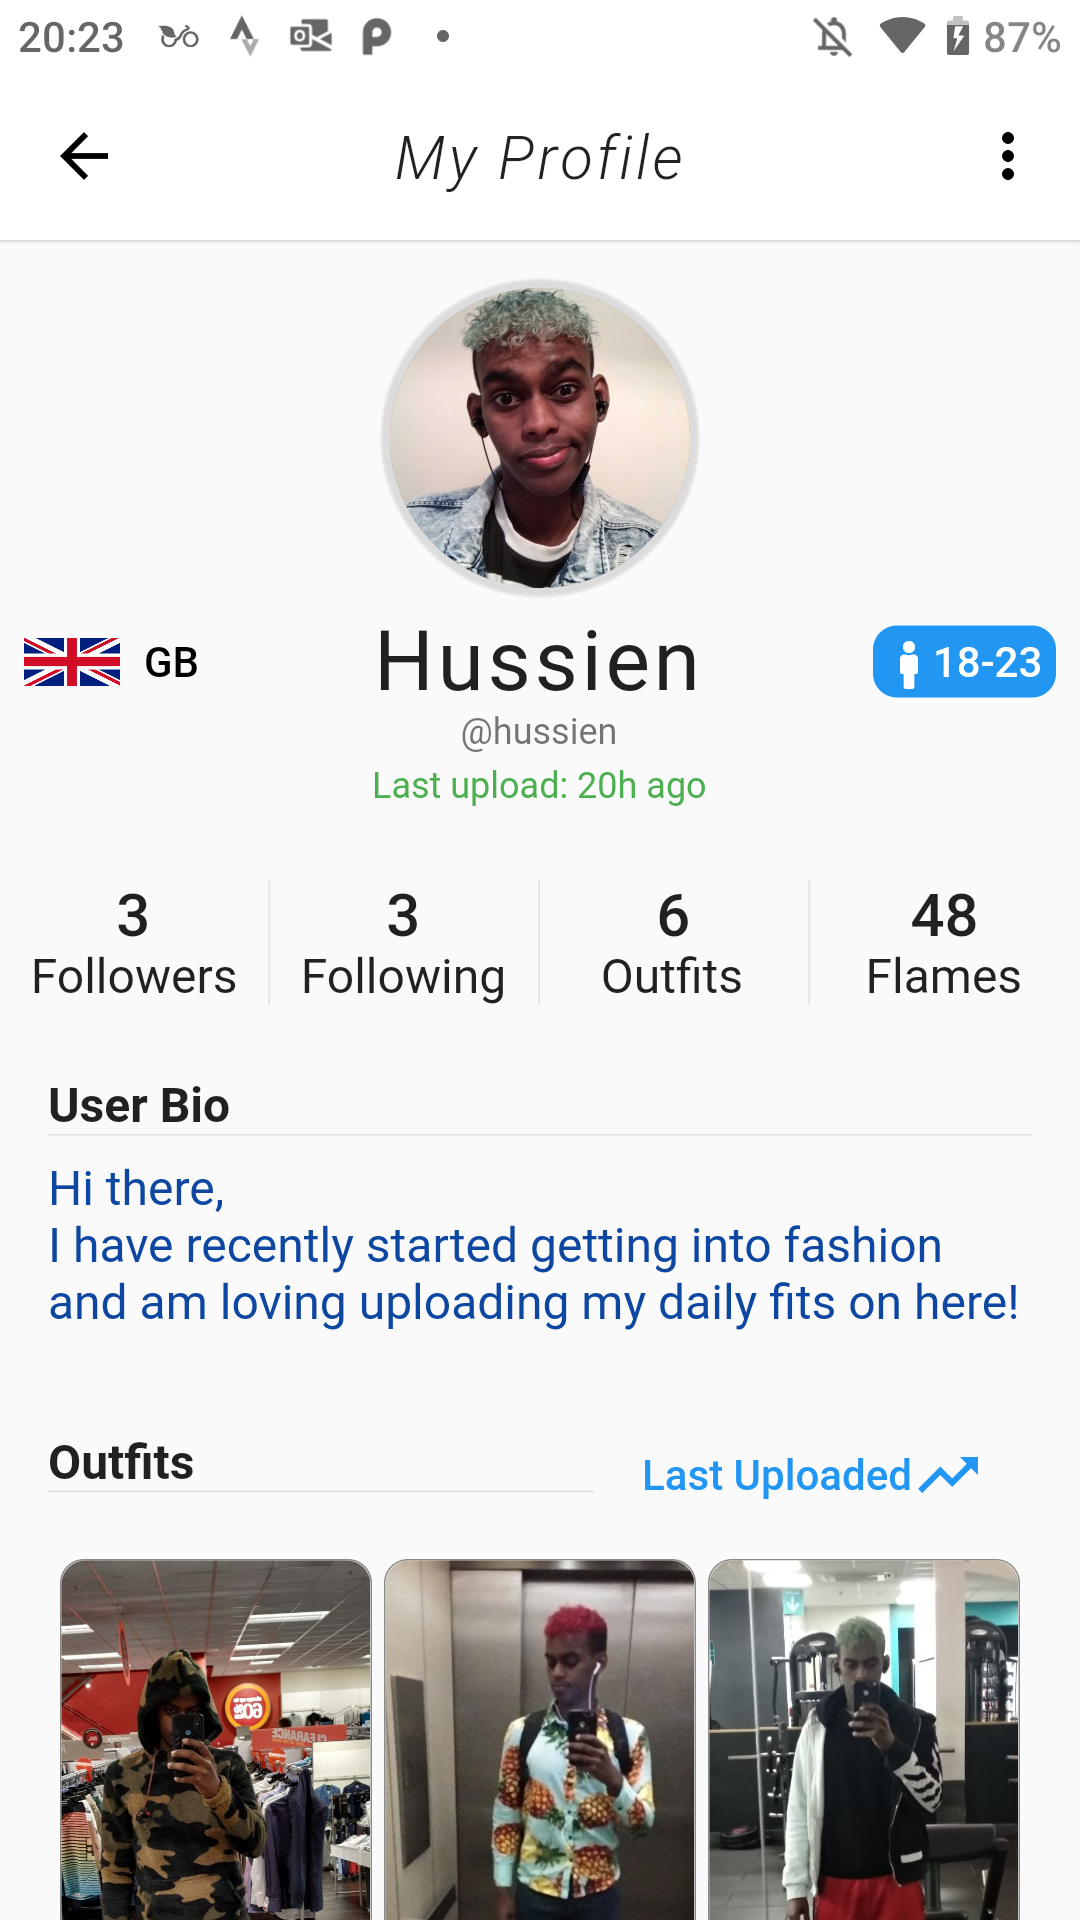 20:23
87%
My Profile
GB
Hussien
18-23
@hussien
Last upload: 20h ago
3
3
6
48
Followers
Following
Outfits
Flames
User Bio
Hi there,
I have recently started getting into fashion
and am loving uploading my daily fits on here!
Outfits
Last Uploaded
60%
CLEARANCE